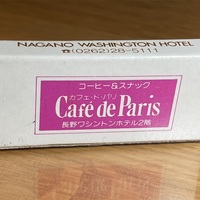 NAGANO WASHINGTON HOTEL
☎(0262)28-5111
コーヒー&スナック
カフェ・ド・パリ
Café de Paris
長野ワシントンホテル2階